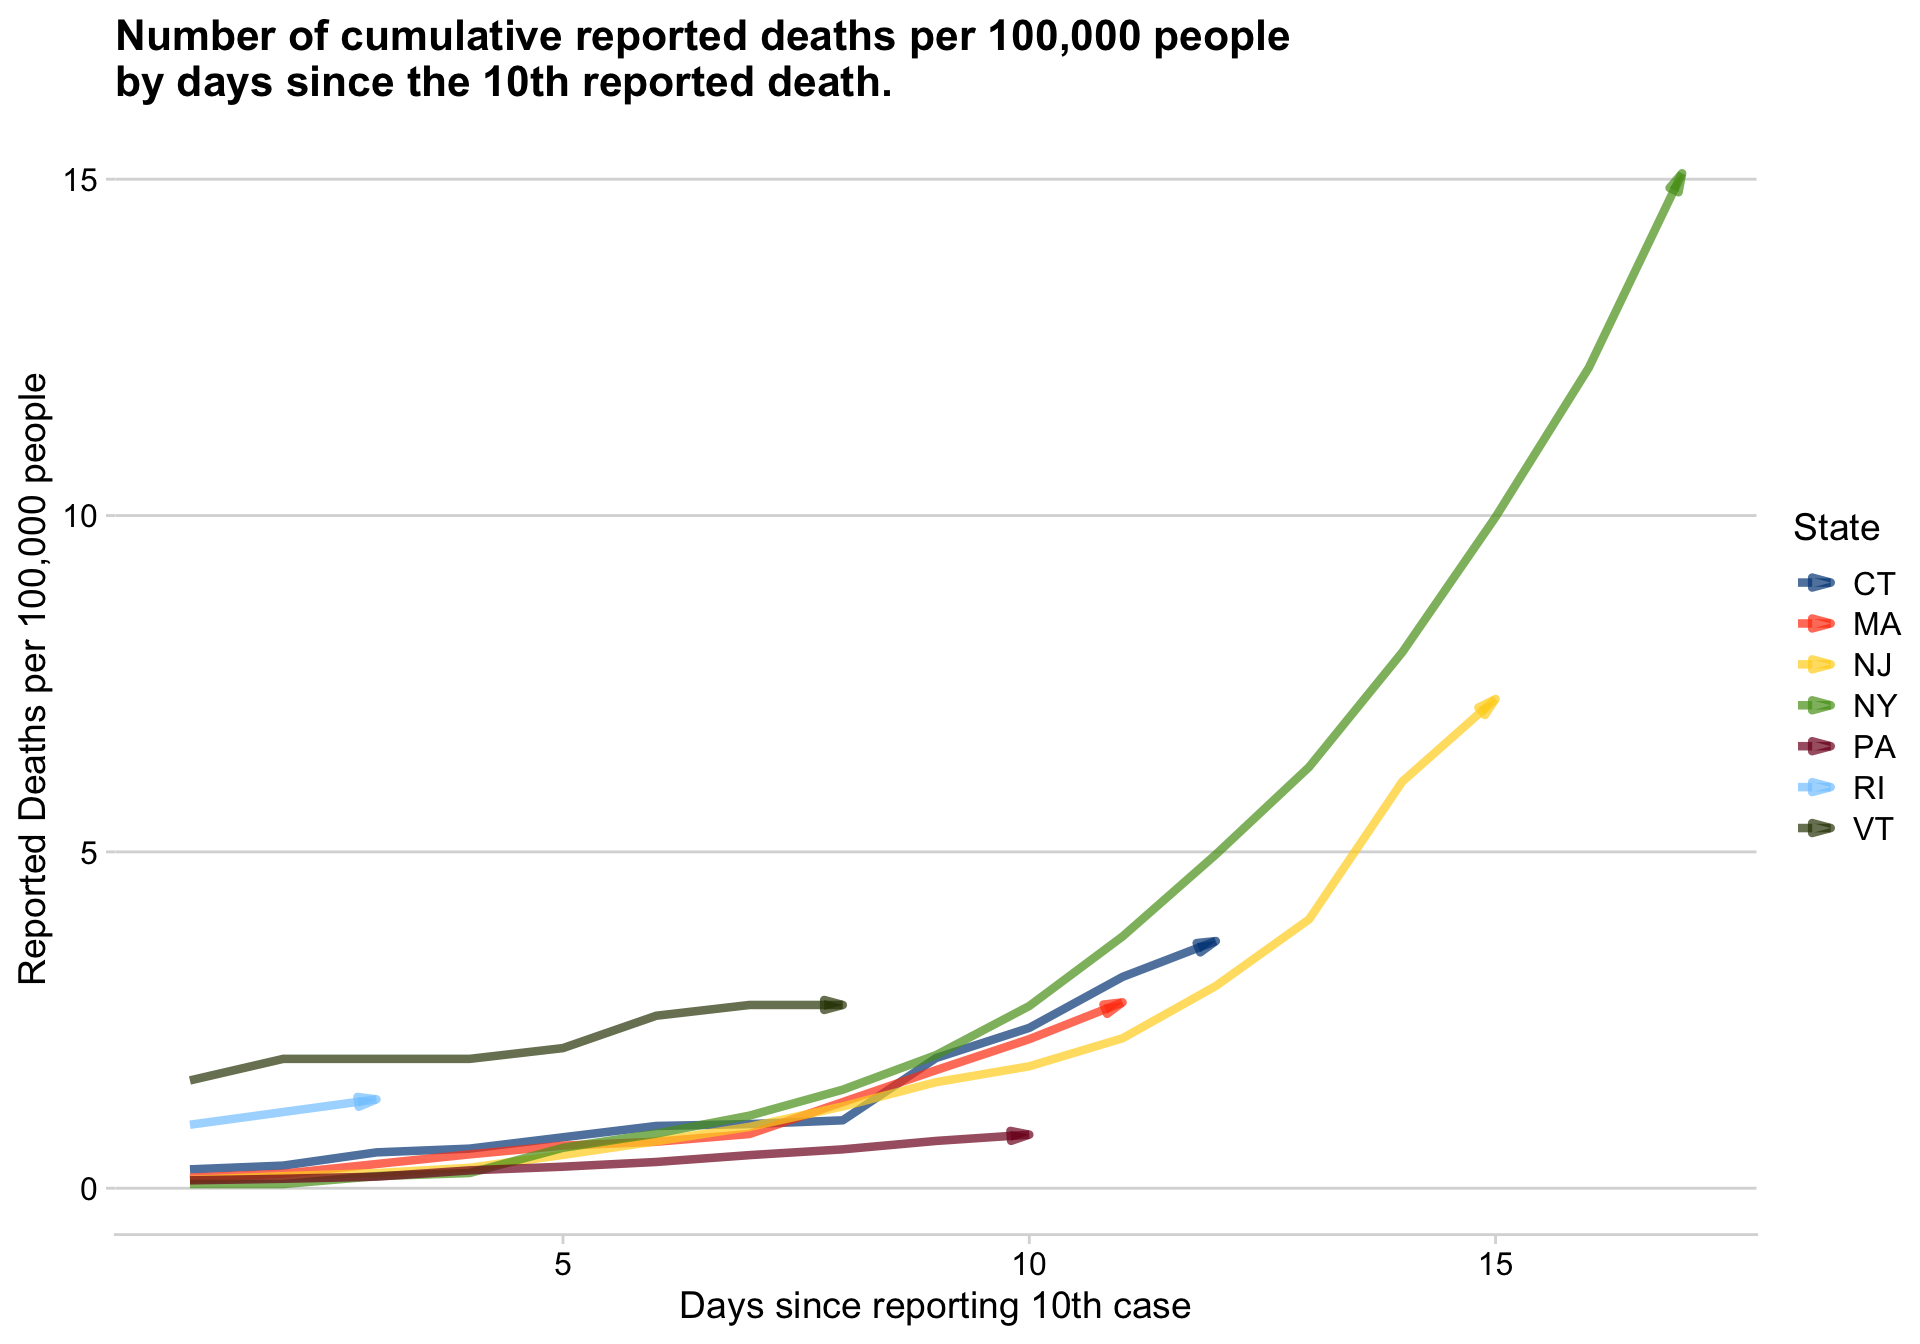 Number of cumulative reported deaths per 100,000 people
by days since the 10th reported death.
Reported Deaths per 100,000 people
15
10
5
0
5
10
15
Days since reporting 10th case
State
CT
MA
NJ
NY
PA
RI
VT